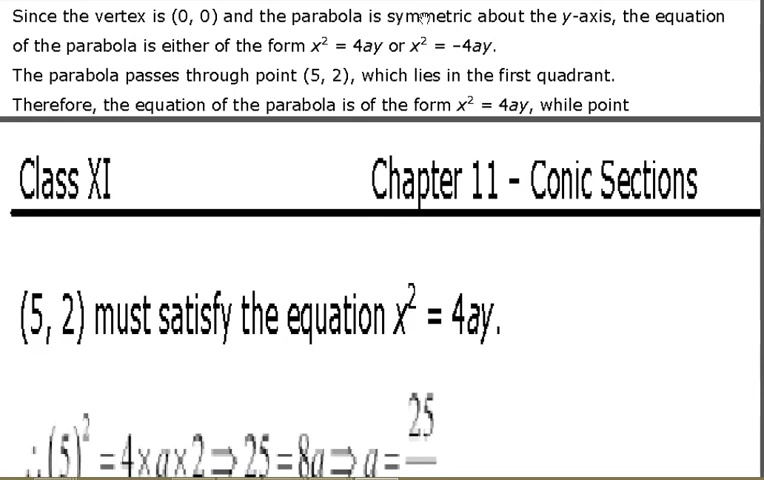 Since the vertex is (0, 0) and the parabola is symmetric about the y-axis, the equation
of the parabola is either of the form x² = 4ay or x² = –4ay.
The parabola passes through point (5, 2), which lies in the first quadrant.
Therefore, the equation of the parabola is of the form x² = 4ay, while point
Class XI Chapter 11 – Conic Sections
(5, 2) must satisfy the equation x² = 4ay.
∴(5)² = 4×a×2⇒25=8a⇒a=25